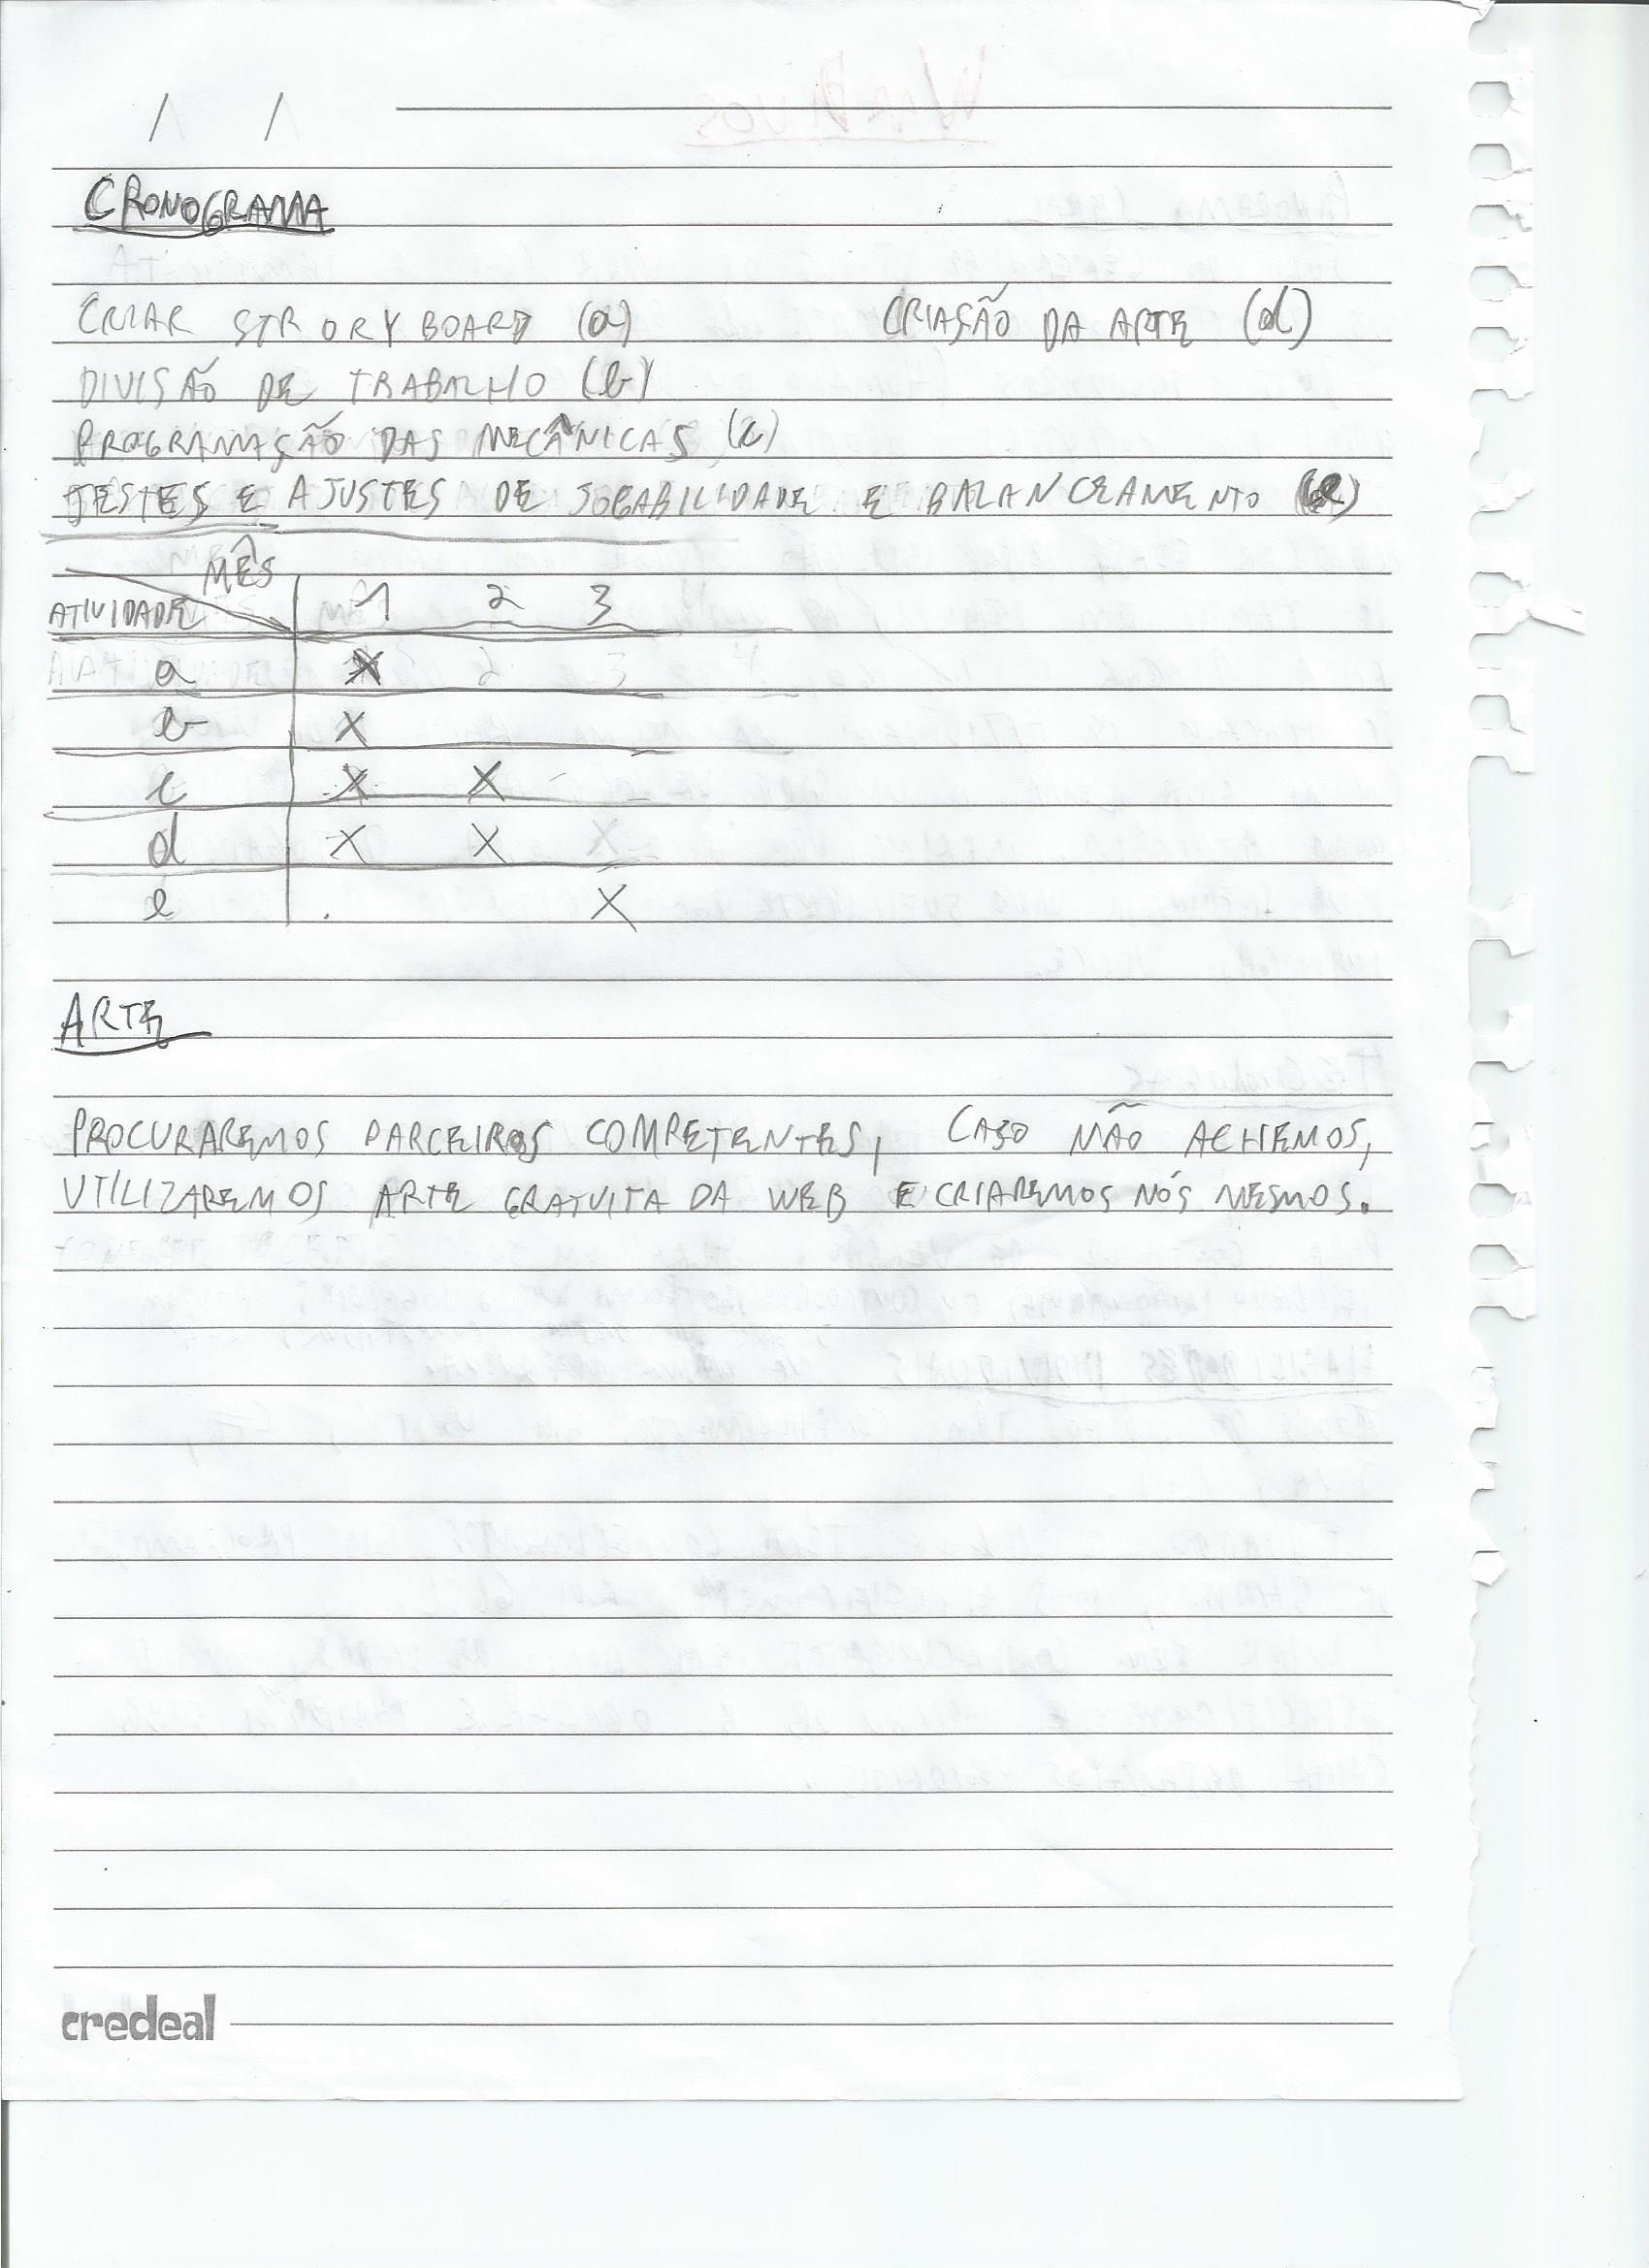 / /
CRONOGRAMA
CRIAR STRORYBOARD (a) CRIAÇÃO DA ARTE (d)
DIVISÃO DE TRABALHO (b)
PROGRAMAÇÃO DAS MECÂNICAS (c)
TESTES E AJUSTES DE JOGABILIDADE E BALANCEAMENTO (e)
MÊS
ATIVIDADE 1 2 3
a X
b X
c X X
d X X X
e X
ARTE
PROCURAREMOS PARCEIROS COMPETENTES, CASO NÃO ACHEMOS,
UTILIZAREMOS ARTE GRATUITA DA WEB E CRIAREMOS NÓS MESMOS.
credeal